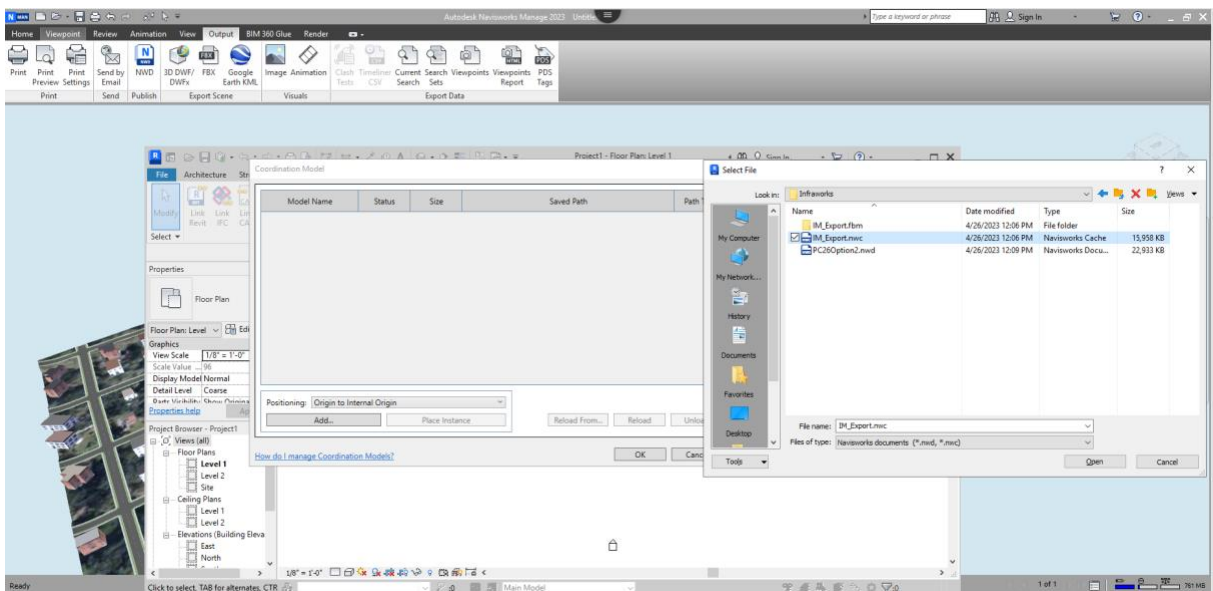 N MAN
Autodesk Navisworks Manage 2023
Type a keyword or phrase
Sign In
Home Viewpoint Review Animation View Output BIM 360 Glue Render
Print Print Preview Print Settings Send by Email NWD 3D DWF/ DWFx FBX Google Earth KML Image Animation Clash Tests Timeliner CSV Current Search Search Sets Viewpoints Viewpoints Report PDS Tags
Print Send Publish Export Scene Visuals Export Data
Project1 - Floor Plan: Level 1
Sign In
File Architecture
Modify Link Revit Link IFC
Select
Properties
Floor Plan
Floor Plan: Level
Graphics
View Scale 1/8" = 1'-0"
Scale Value 96
Display Model Normal
Detail Level Coarse
Properties help
Project Browser - Project1
Views (all)
Floor Plans
Level 1
Level 2
Site
Ceiling Plans
Level 1
Level 2
Elevations (Building Eleva
East
North
1/8" = 1'-0"
Coordination Model
Model Name Status Size Saved Path
Positioning: Origin to Internal Origin
Add... Place Instance Reload From... Reload
How do I manage Coordination Models?
OK
Select File
Look in: Infraworks Views
Name Date modified Type Size
IM_Export.fbm 4/26/2023 12:06 PM File folder
IM_Export.nwc 4/26/2023 12:06 PM Navisworks Cache 15,958 KB
PC26Option2.nwd 4/26/2023 12:09 PM Navisworks Docu... 22,933 KB
My Computer
My Network...
History
Documents
Favorites
Desktop
File name: IM_Export.nwc
Files of type: Navisworks documents (*.nwd, *.nwc)
Tools Open Cancel
Ready
Click to select, TAB for alternates, CTR
:0 Main Model
1 of 1
761 MB